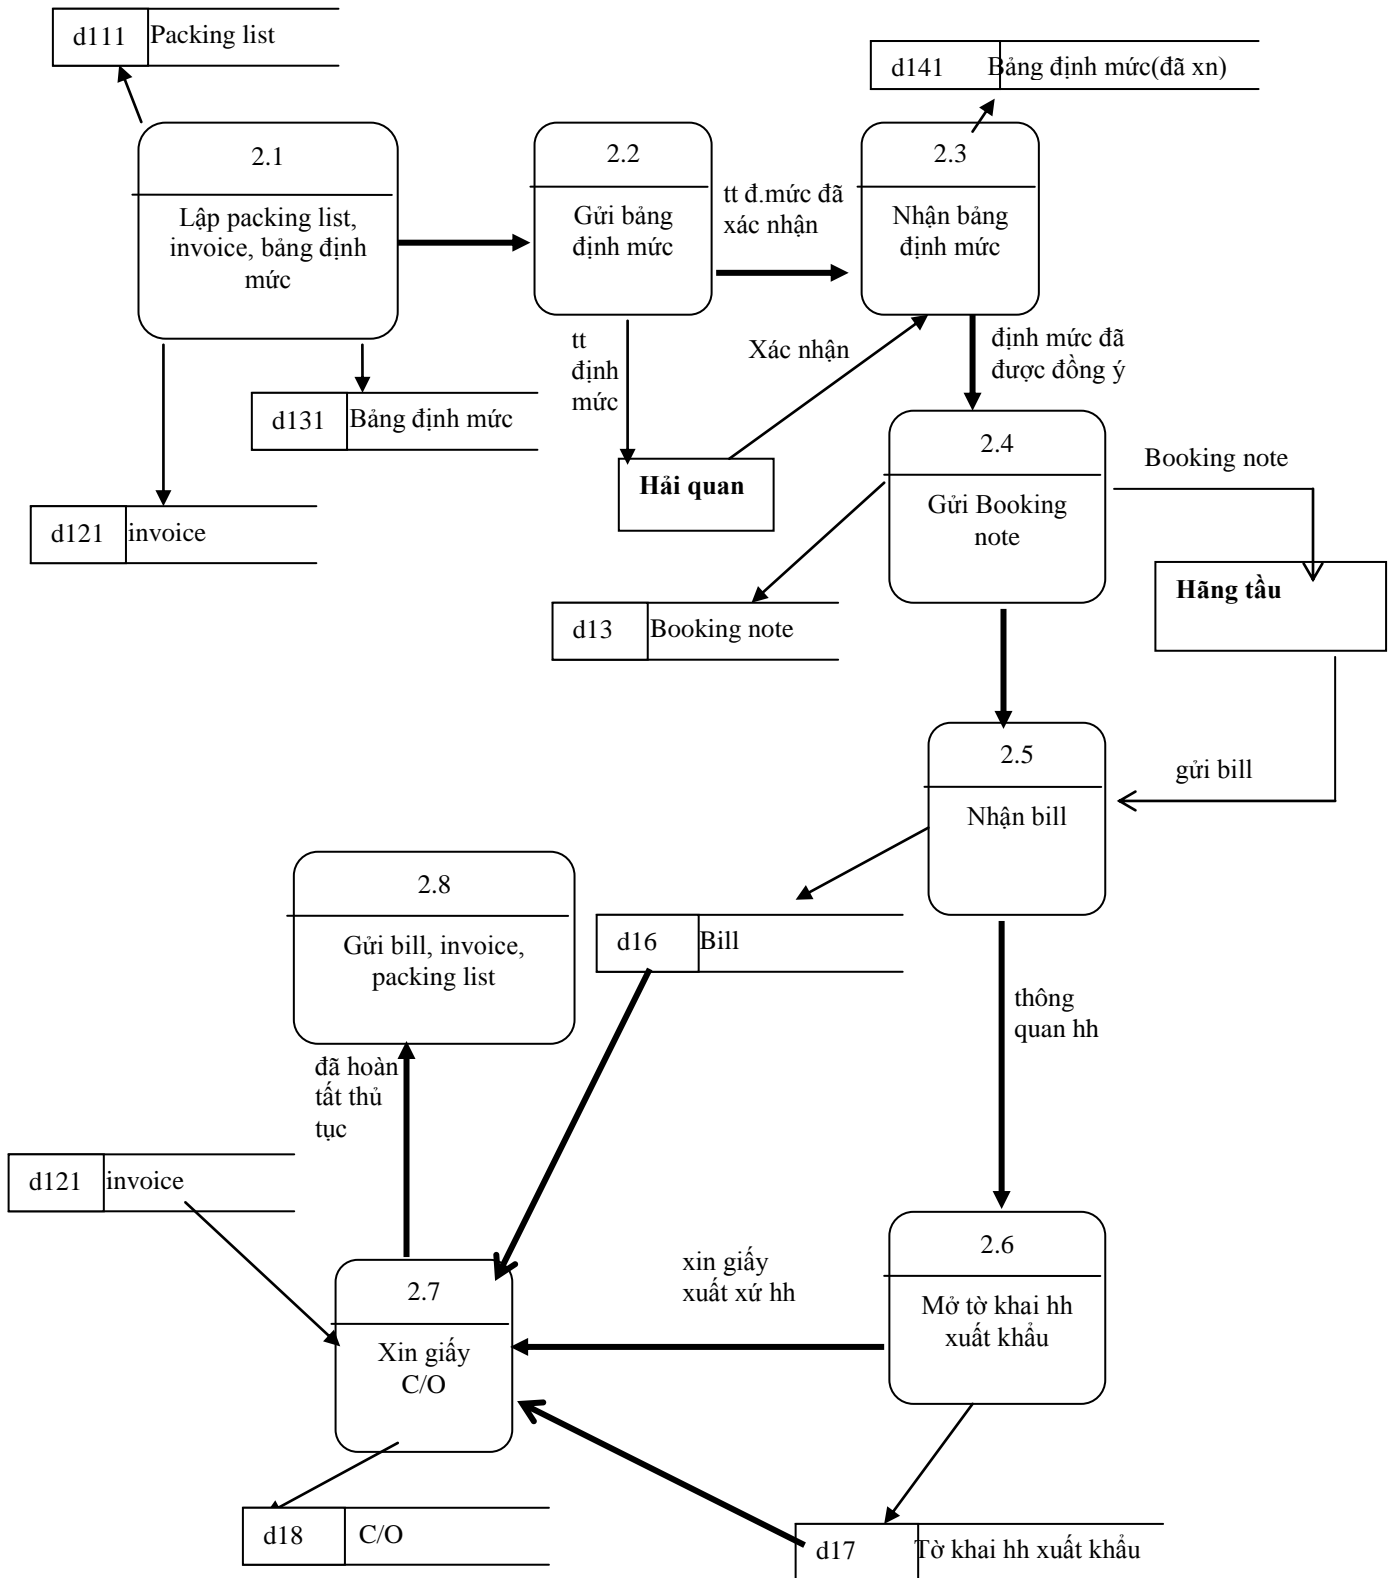 d111 Packing list
d141 Bảng định mức(đã xn)
2.1
Lập packing list,
invoice, bảng định
mức
2.2
Gửi bảng
định mức
tt đ.mức đã
xác nhận
2.3
Nhận bảng
định mức
tt
định
mức
Xác nhận
định mức đã
được đồng ý
d131 Bảng định mức
d121 invoice
Hải quan
2.4
Gửi Booking
note
Booking note
Hãng tầu
d13 Booking note
2.5
Nhận bill
gửi bill
2.8
Gửi bill, invoice,
packing list
d16 Bill
thông
quan hh
đã hoàn
tất thủ
tục
d121 invoice
2.6
Mở tờ khai hh
xuất khẩu
xin giấy
xuất xứ hh
2.7
Xin giấy
C/O
d18 C/O
d17 Tờ khai hh xuất khẩu